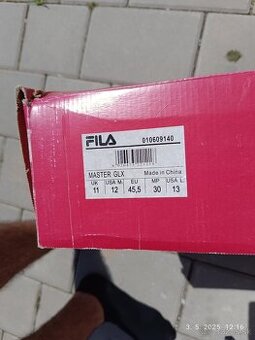 FILA 010609140
MASTER GLX Made in China
UK USA M. EU MP USA L.
11 12 45,5 30 13
3. 5. 2025 12:16